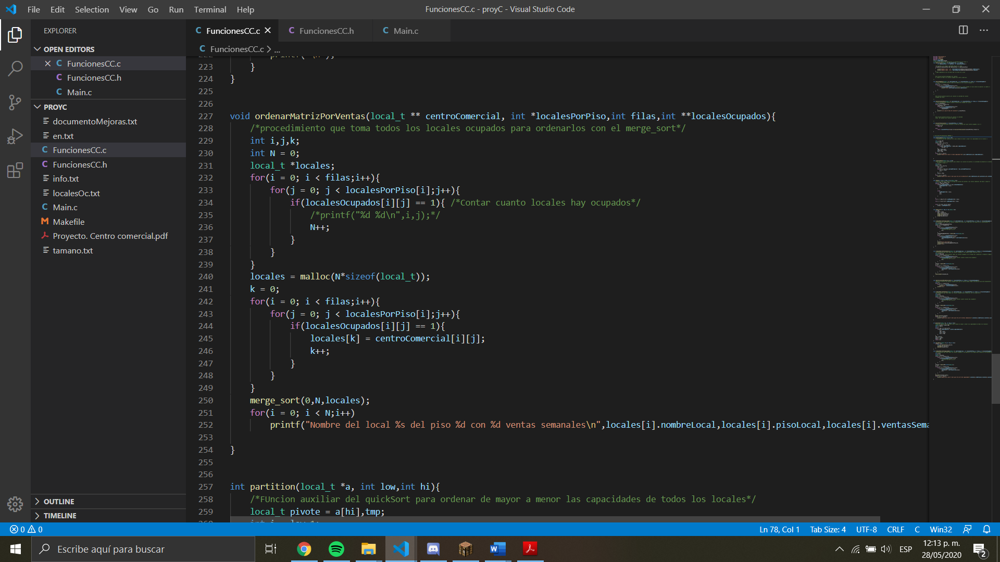 File Edit Selection View Go Run Terminal Help
FuncionesCC.c - proyC - Visual Studio Code
EXPLORER
OPEN EDITORS
FuncionesCC.c
FuncionesCC.h
Main.c
PROYC
documentoMejoras.txt
en.txt
FuncionesCC.c
FuncionesCC.h
info.txt
localesOc.txt
Main.c
Makefile
Proyecto. Centro comercial.pdf
tamano.txt
OUTLINE
TIMELINE
FuncionesCC.c FuncionesCC.h Main.c
FuncionesCC.c > ...
223 }
224 }
225
226
227 void ordenarMatrizPorVentas(local_t ** centroComercial, int *localesPorPiso,int filas,int **localesOcupados){
228 /*procedimiento que toma todos los locales ocupados para ordenarlos con el merge_sort*/
229 int i,j,k;
230 int N = 0;
231 local_t *locales;
232 for(i = 0; i < filas;i++){
233 for(j = 0; j < localesPorPiso[i];j++){
234 if(localesOcupados[i][j] == 1){ /*Contar cuanto locales hay ocupados*/
235 /*printf("%d %d\n",i,j);*/
236 N++;
237 }
238 }
239 }
240 locales = malloc(N*sizeof(local_t));
241 k = 0;
242 for(i = 0; i < filas;i++){
243 for(j = 0; j < localesPorPiso[i];j++){
244 if(localesOcupados[i][j] == 1){
245 locales[k] = centroComercial[i][j];
246 k++;
247 }
248 }
249 }
250 merge_sort(0,N,locales);
251 for(i = 0; i < N;i++)
252 printf("Nombre del local %s del piso %d con %d ventas semanales\n",locales[i].nombreLocal,locales[i].pisoLocal,locales[i].ventasSema
253
254 }
255
256
257 int partition(local_t *a, int low,int hi){
258 /*FUncion auxiliar del quickSort para ordenar de mayor a menor las capacidades de todos los locales*/
259 local_t pivote = a[hi],tmp;
0 0
Ln 78, Col 1 Tab Size: 4 UTF-8 CRLF C Win32
Escribe aquí para buscar
ESP
12:13 p. m.
28/05/2020
2